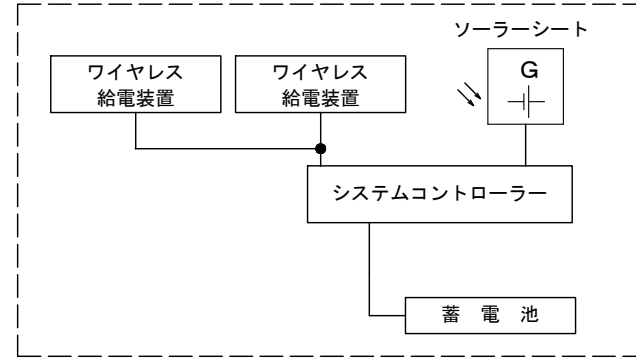 ソーラーシート
ワイヤレス
給電装置
ワイヤレス
給電装置
G
システムコントローラー
蓄 電 池